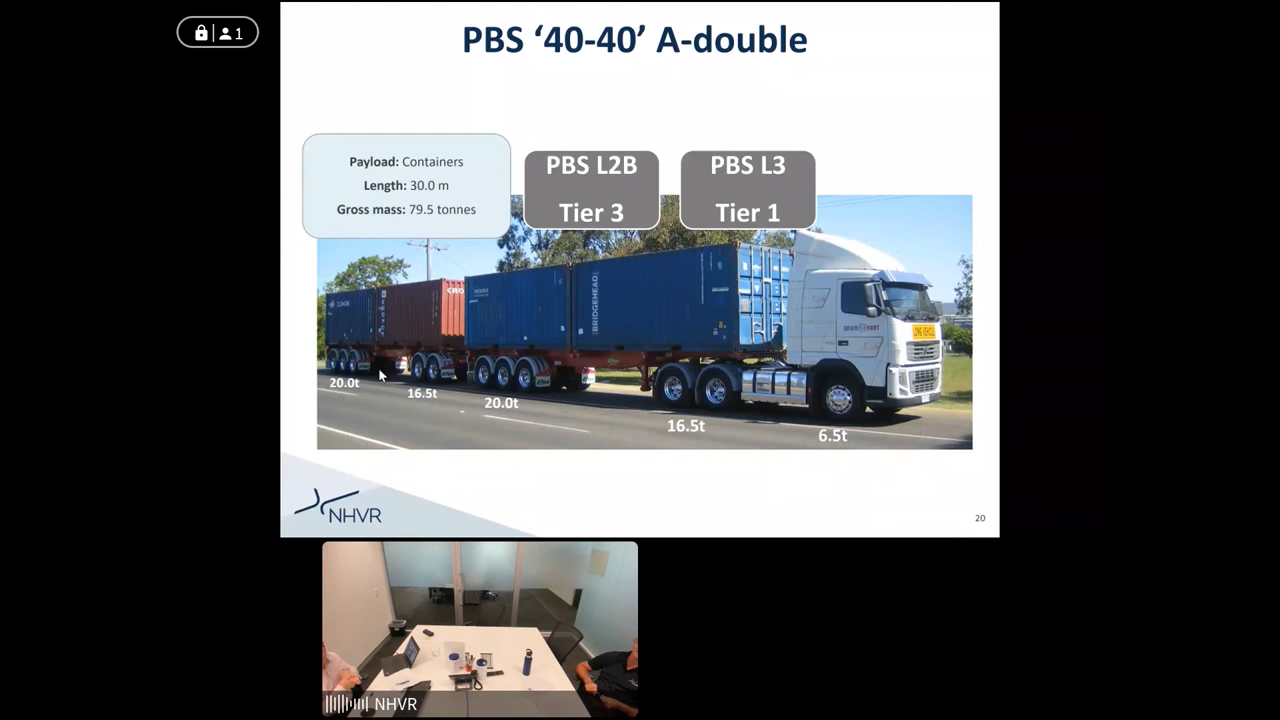 1
PBS ‘40-40’ A-double
Payload: Containers
Length: 30.0 m
Gross mass: 79.5 tonnes
PBS L2B
Tier 3
PBS L3
Tier 1
BRIDGEHEAD
20.0t
16.5t
20.0t
16.5t
6.5t
NHVR
20
NHVR